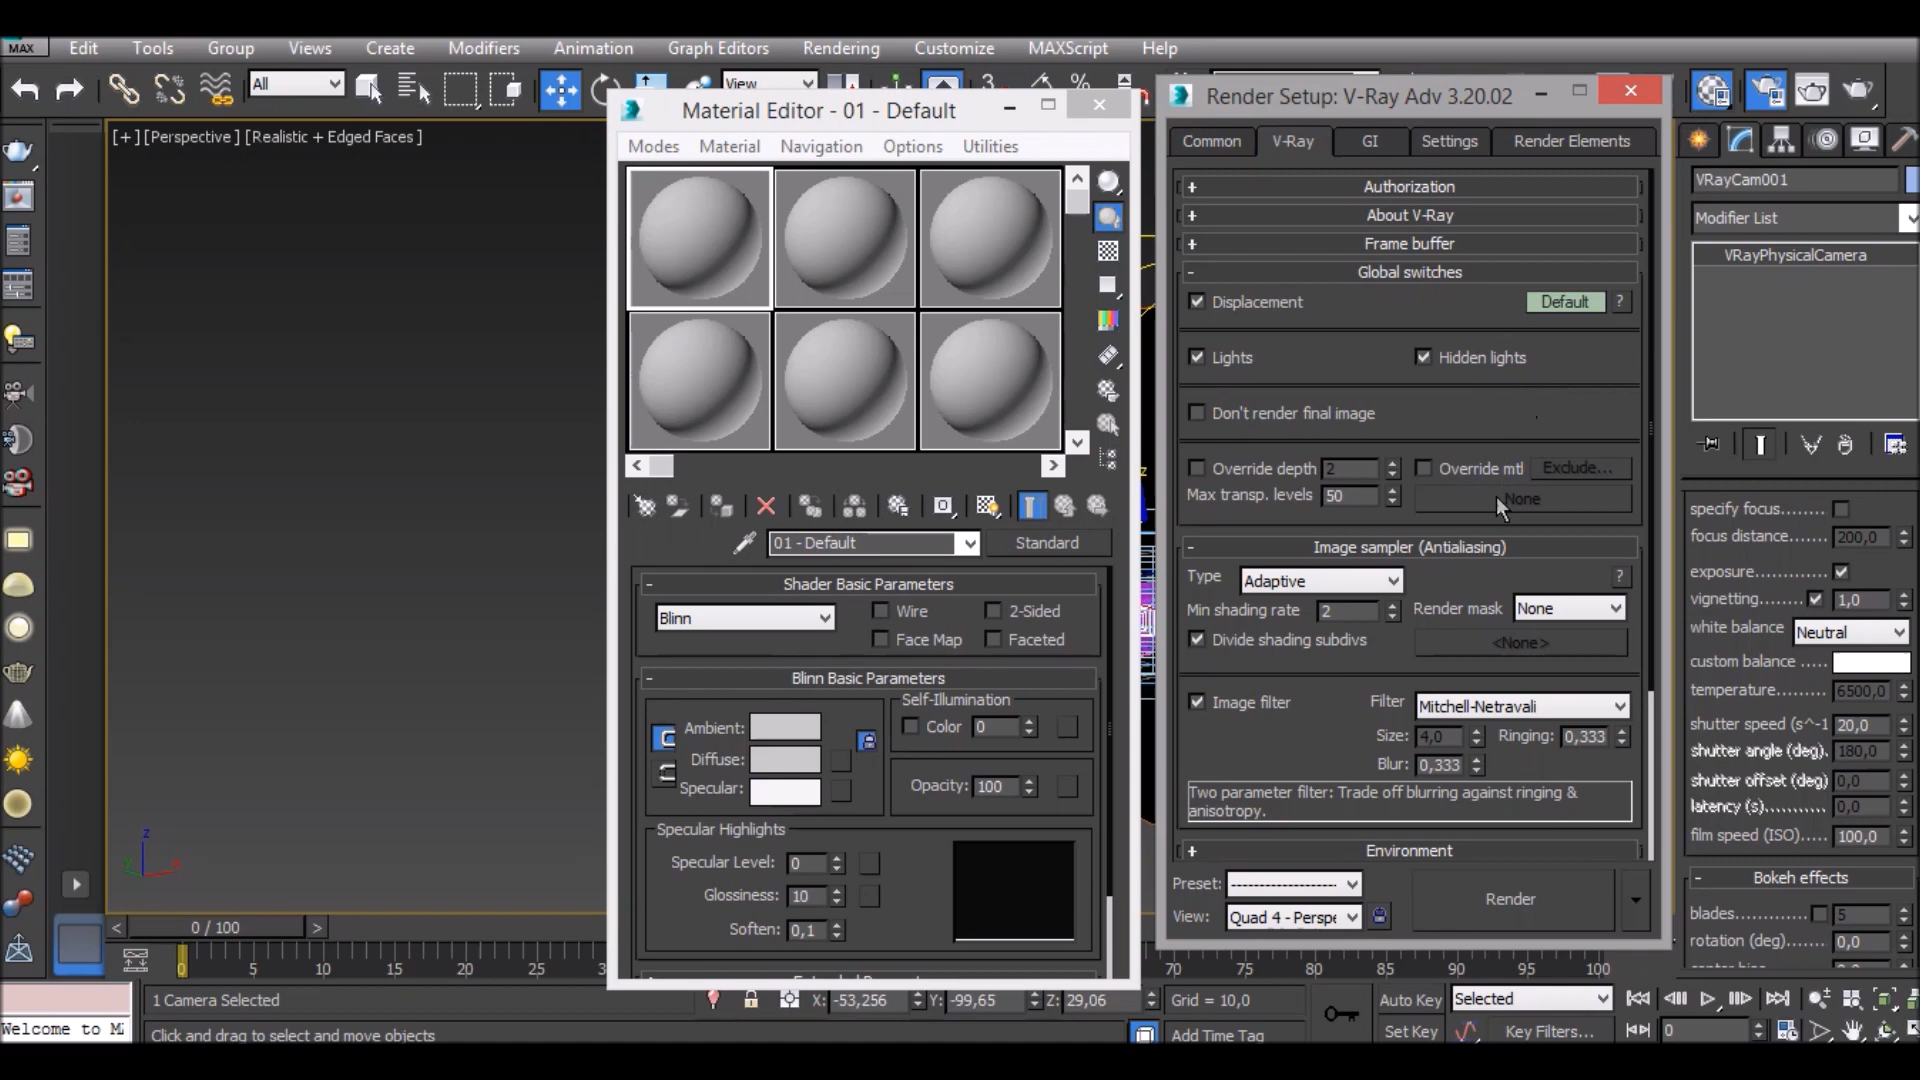 MAX
Edit
Tools
Group
Views
Create
Modifiers
Animation
Graph Editors
Rendering
Customize
MAXScript
Help
All
View
3
%
[+] [Perspective ] [Realistic + Edged Faces ]
Material Editor - 01 - Default
Modes
Material
Navigation
Options
Utilities
01 - Default
Standard
Shader Basic Parameters
Blinn
Wire
2-Sided
Face Map
Faceted
Blinn Basic Parameters
Self-Illumination
Ambient:
Color
0
Diffuse:
Specular:
Opacity:
100
Specular Highlights
Specular Level:
0
Glossiness:
10
Soften:
0,1
Render Setup: V-Ray Adv 3.20.02
Common
V-Ray
GI
Settings
Render Elements
+
Authorization
+
About V-Ray
+
Frame buffer
-
Global switches
Displacement
Default
?
Lights
Hidden lights
Don't render final image
Override depth
2
Override mtl
Exclude...
Max transp. levels
50
None
-
Image sampler (Antialiasing)
Type
Adaptive
?
Min shading rate
2
Render mask
None
Divide shading subdivs
<None>
Image filter
Filter
Mitchell-Netravali
Size:
4,0
Ringing:
0,333
Blur:
0,333
Two parameter filter: Trade off blurring against ringing &
anisotropy.
+
Environment
Preset:
--------------------
Render
View:
Quad 4 - Perspe
VRayCam001
Modifier List
VRayPhysicalCamera
specify focus........
focus distance.......
200,0
exposure.............
vignetting.......
1,0
white balance
Neutral
custom balance .....
temperature.........
6500,0
shutter speed (s^-1
20,0
shutter angle (deg).
180,0
shutter offset (deg)
0,0
latency (s)..........
0,0
film speed (ISO).....
100,0
-
Bokeh effects
blades............
5
rotation (deg).......
0,0
z
y
x
z
<
0 / 100
>
0
5
10
15
20
25
70
75
80
85
90
95
100
1 Camera Selected
X:
-53,256
Y:
-99,65
Z:
29,06
Grid = 10,0
Auto Key
Selected
Welcome to M
Click and drag to select and move objects
Add Time Tag
Set Key
Key Filters...
0